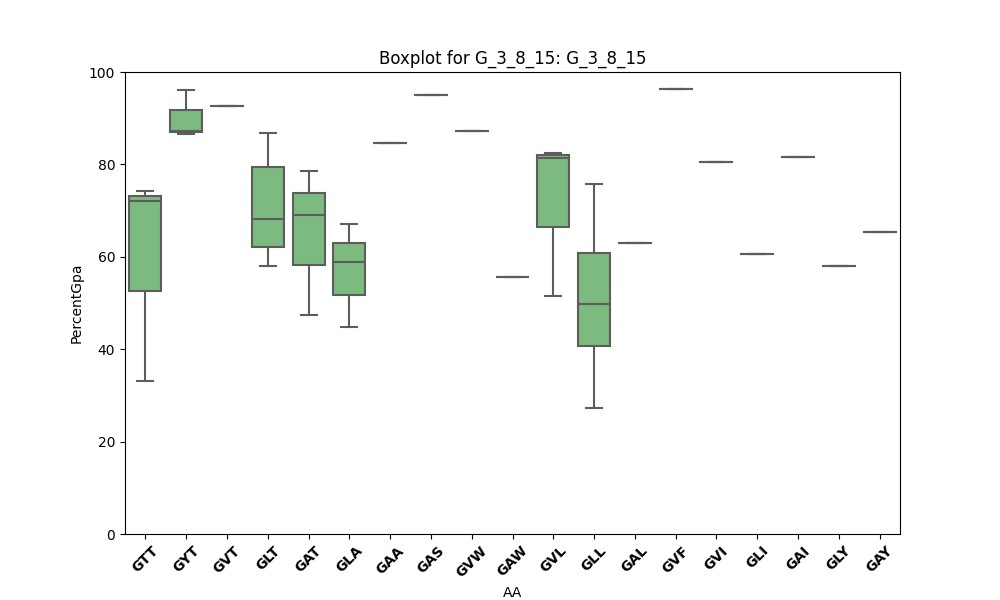 Boxplot for G_3_8_15: G_3_8_15
100
80
60
40
20
0
PercentGpa
GTT GYT GVT GLT GAT GLA GAA GAS GVW GAW GVL GLL GAL GVF GVI GLI GAI GLY GAY
AA